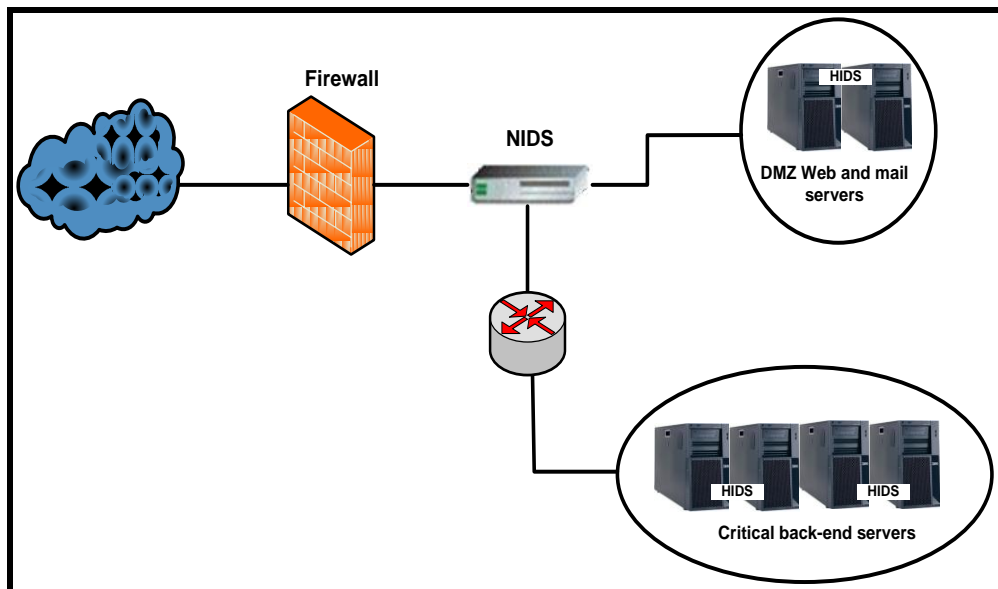 Firewall
NIDS
HIDS
DMZ Web and mail
servers
HIDS
HIDS
Critical back-end servers